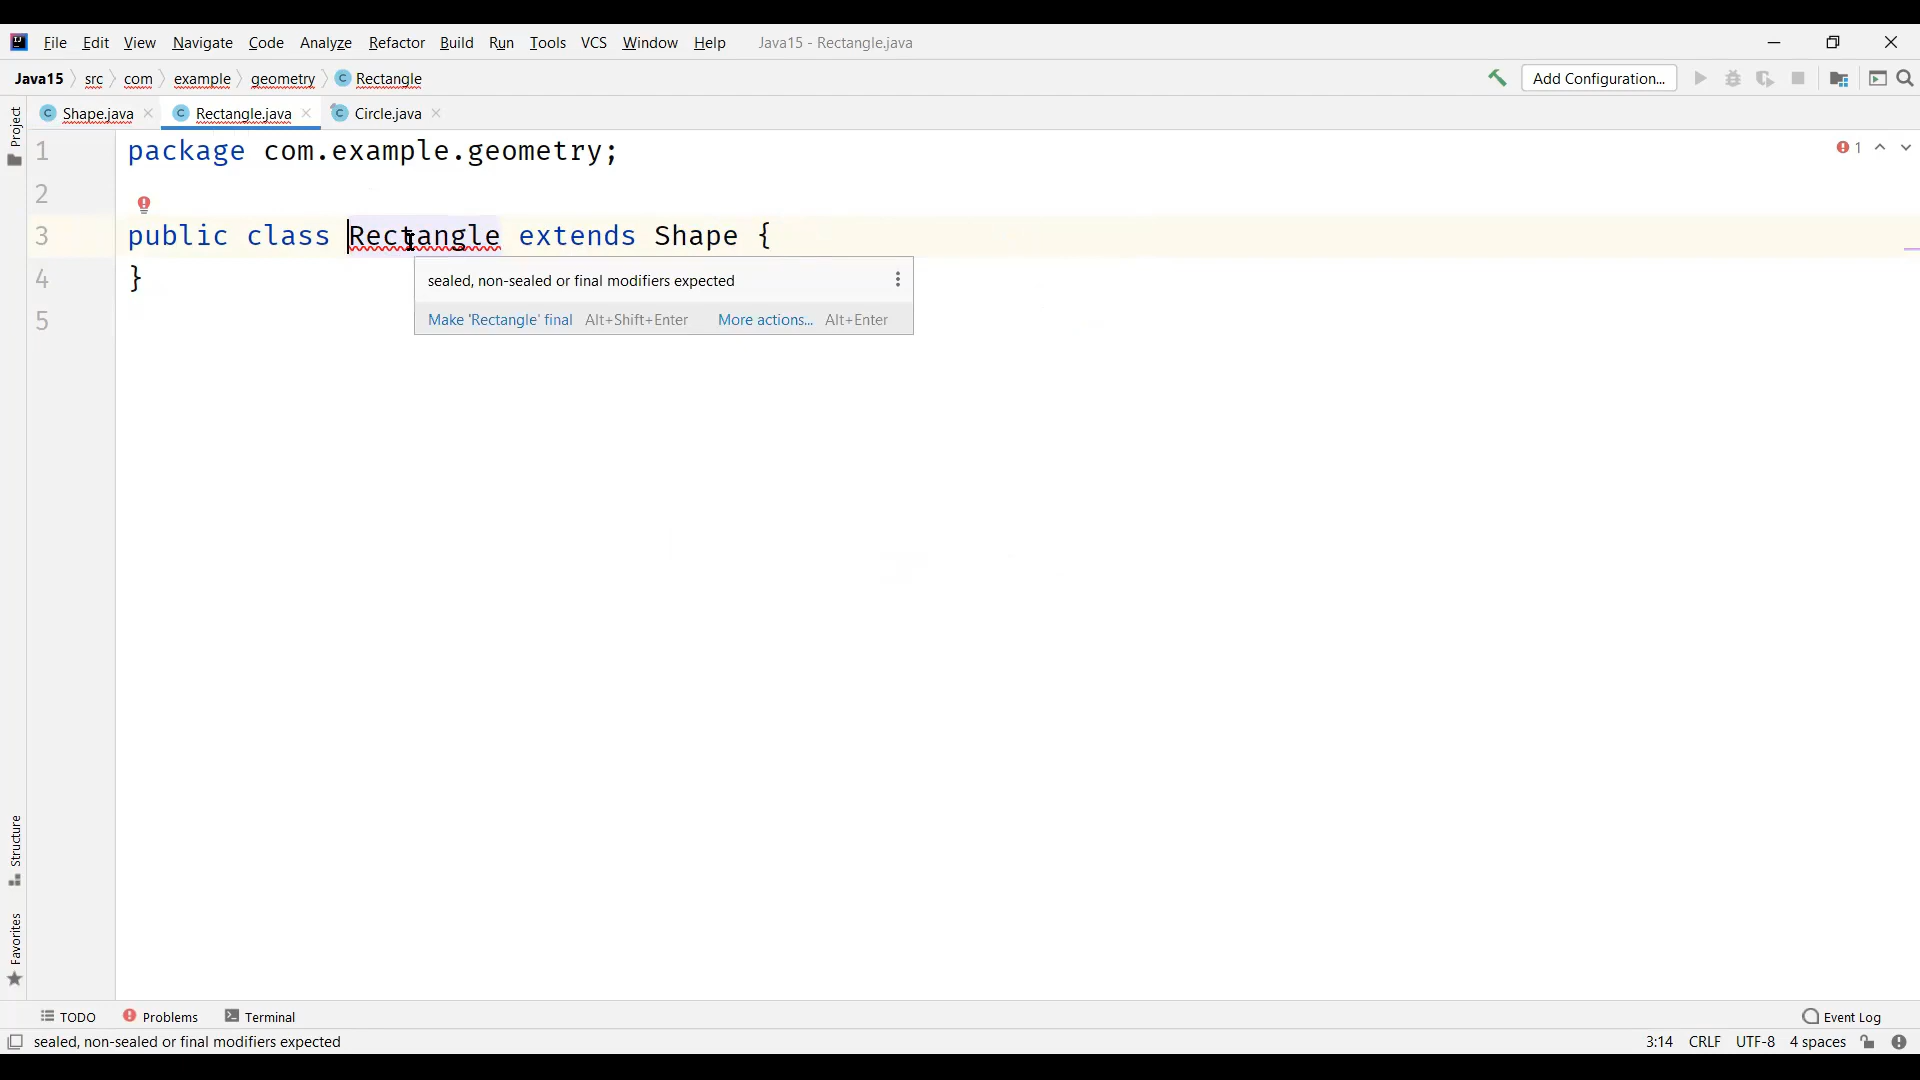 File Edit View Navigate Code Analyze Refactor Build Run Tools VCS Window Help Java15 - Rectangle.java
Java15 src com example geometry C Rectangle Add Configuration...
C Shape.java C Rectangle.java C Circle.java
Project
1 package com.example.geometry;
1
2
3 public class Rectangle extends Shape {
4 }
5
sealed, non-sealed or final modifiers expected
Make 'Rectangle' final Alt+Shift+Enter More actions... Alt+Enter
Structure
Favorites
TODO Problems Terminal Event Log
sealed, non-sealed or final modifiers expected 3:14 CRLF UTF-8 4 spaces